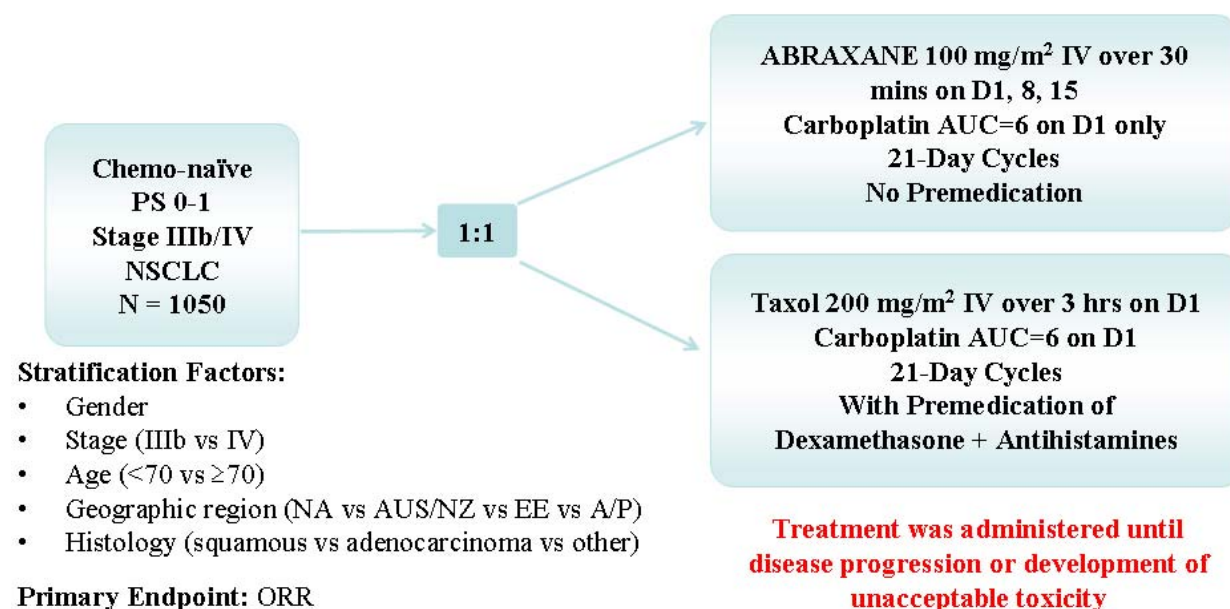 Chemo-naïve
PS 0-1
Stage IIIb/IV
NSCLC
N = 1050
1:1
ABRAXANE 100 mg/m² IV over 30
mins on D1, 8, 15
Carboplatin AUC=6 on D1 only
21-Day Cycles
No Premedication
Taxol 200 mg/m² IV over 3 hrs on D1
Carboplatin AUC=6 on D1
21-Day Cycles
With Premedication of
Dexamethasone + Antihistamines
Stratification Factors:
• Gender
• Stage (IIIb vs IV)
• Age (<70 vs ≥70)
• Geographic region (NA vs AUS/NZ vs EE vs A/P)
• Histology (squamous vs adenocarcinoma vs other)
Primary Endpoint: ORR
Treatment was administered until
disease progression or development of
unacceptable toxicity